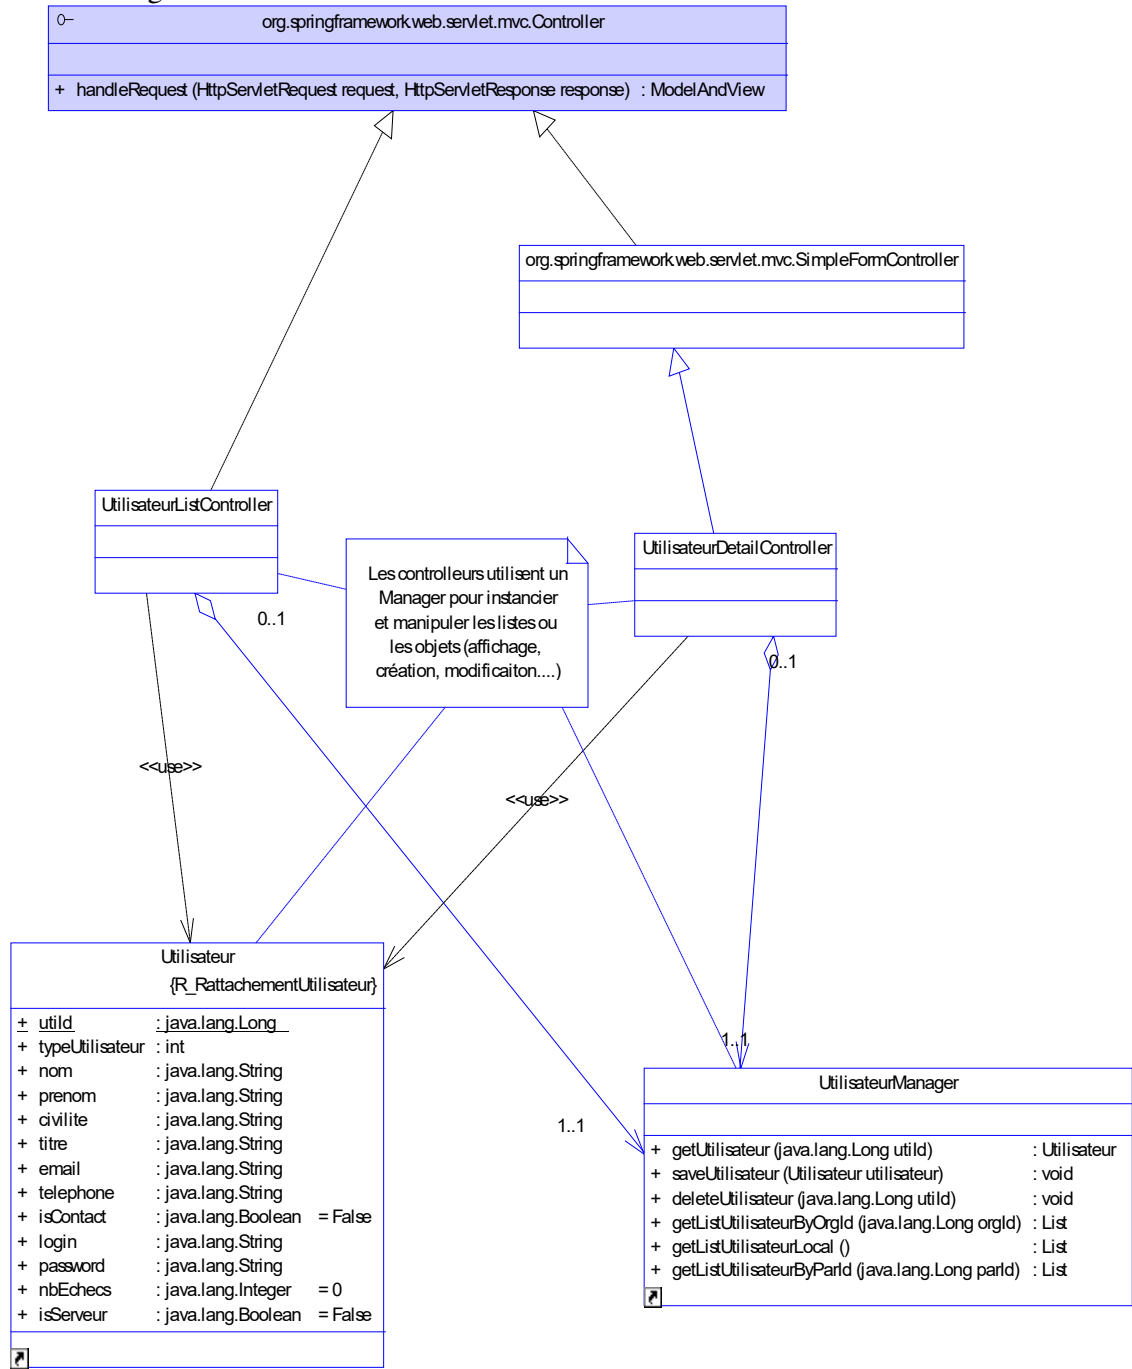 org.springframework.web.servlet.mvc.Controller
+ handleRequest (HttpServletRequest request, HttpServletResponse response) : ModelAndView
org.springframework.web.servlet.mvc.SimpleFormController
UtilisateurListController
UtilisateurDetailController
Les controlleurs utilisent un
Manager pour instancier
et manipuler les listes ou
les objets (affichage,
création, modificaiton....)
0..1
0..1
<<use>>
<<use>>
Utilisateur
{R_RattachementUtilisateur}
+ utiId : java.lang.Long
+ typeUtilisateur : int
+ nom : java.lang.String
+ prenom : java.lang.String
+ civilite : java.lang.String
+ titre : java.lang.String
+ email : java.lang.String
+ telephone : java.lang.String
+ isContact : java.lang.Boolean = False
+ login : java.lang.String
+ password : java.lang.String
+ nbEchecs : java.lang.Integer = 0
+ isServeur : java.lang.Boolean = False
1..1
1..1
UtilisateurManager
+ getUtilisateur (java.lang.Long utiId) : Utilisateur
+ saveUtilisateur (Utilisateur utilisateur) : void
+ deleteUtilisateur (java.lang.Long utiId) : void
+ getListUtilisateurByOrgId (java.lang.Long orgId) : List
+ getListUtilisateurLocal () : List
+ getListUtilisateurByParId (java.lang.Long parId) : List